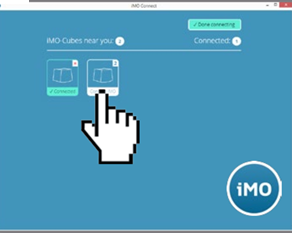 iMO Connect
✓ Done connecting
iMO-Cubes near you: 2
Connected: 1
✓ Connected
iMO